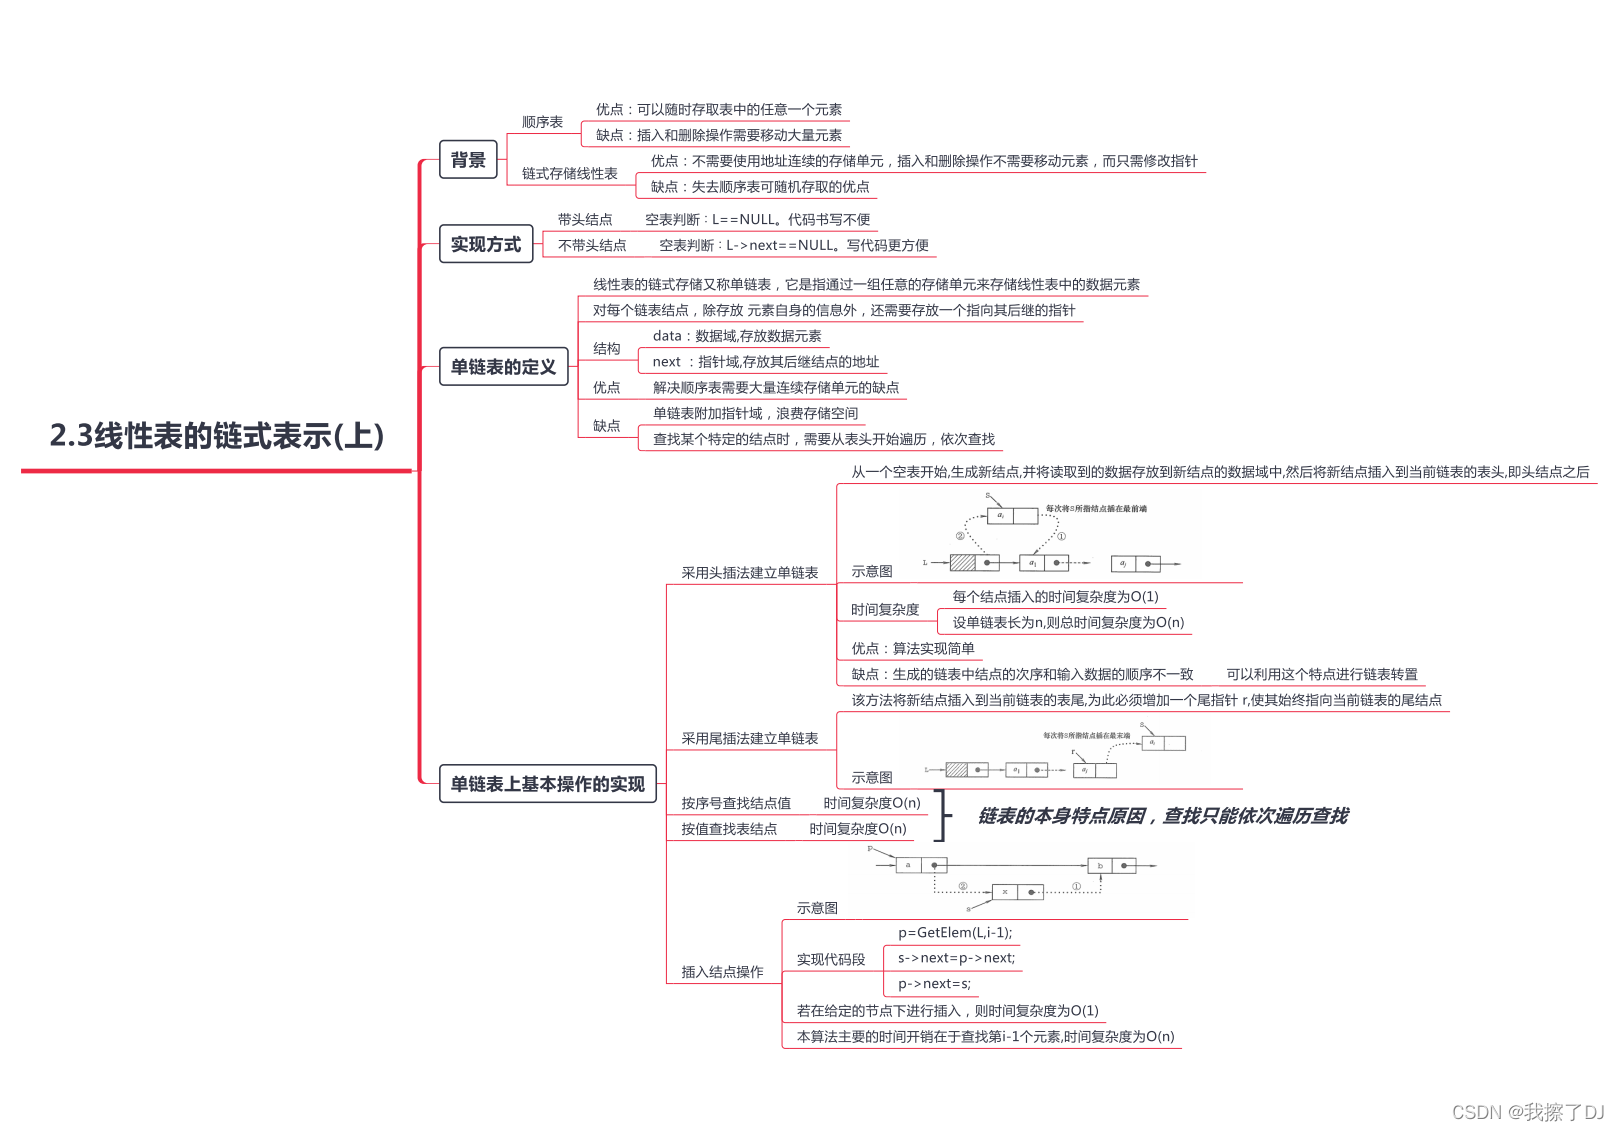 2.3线性表的链式表示(上)
背景
顺序表
优点：可以随时存取表中的任意一个元素
缺点：插入和删除操作需要移动大量元素
链式存储线性表
优点：不需要使用地址连续的存储单元，插入和删除操作不需要移动元素，而只需修改指针
缺点：失去顺序表可随机存取的优点
实现方式
带头结点 空表判断：L==NULL。代码书写不便
不带头结点 空表判断：L->next==NULL。写代码更方便
单链表的定义
线性表的链式存储又称单链表，它是指通过一组任意的存储单元来存储线性表中的数据元素
对每个链表结点，除存放 元素自身的信息外，还需要存放一个指向其后继的指针
结构
data：数据域,存放数据元素
next ：指针域,存放其后继结点的地址
优点 解决顺序表需要大量连续存储单元的缺点
缺点
单链表附加指针域，浪费存储空间
查找某个特定的结点时，需要从表头开始遍历，依次查找
单链表上基本操作的实现
采用头插法建立单链表
从一个空表开始,生成新结点,并将读取到的数据存放到新结点的数据域中,然后将新结点插入到当前链表的表头,即头结点之后
示意图
S
aᵢ
每次将S所指结点插在最前端
②
①
L
a₁
aⱼ
时间复杂度
每个结点插入的时间复杂度为O(1)
设单链表长为n,则总时间复杂度为O(n)
优点：算法实现简单
缺点：生成的链表中结点的次序和输入数据的顺序不一致 可以利用这个特点进行链表转置
采用尾插法建立单链表
该方法将新结点插入到当前链表的表尾,为此必须增加一个尾指针 r,使其始终指向当前链表的尾结点
示意图
S
每次将S所指结点插在最末端
aᵢ
r
L
a₁
aⱼ
按序号查找结点值 时间复杂度O(n)
按值查找表结点 时间复杂度O(n)
链表的本身特点原因，查找只能依次遍历查找
插入结点操作
示意图
p
a
b
②
x
①
s
实现代码段
p=GetElem(L,i-1);
s->next=p->next;
p->next=s;
若在给定的节点下进行插入，则时间复杂度为O(1)
本算法主要的时间开销在于查找第i-1个元素,时间复杂度为O(n)
CSDN @我擦了DJ